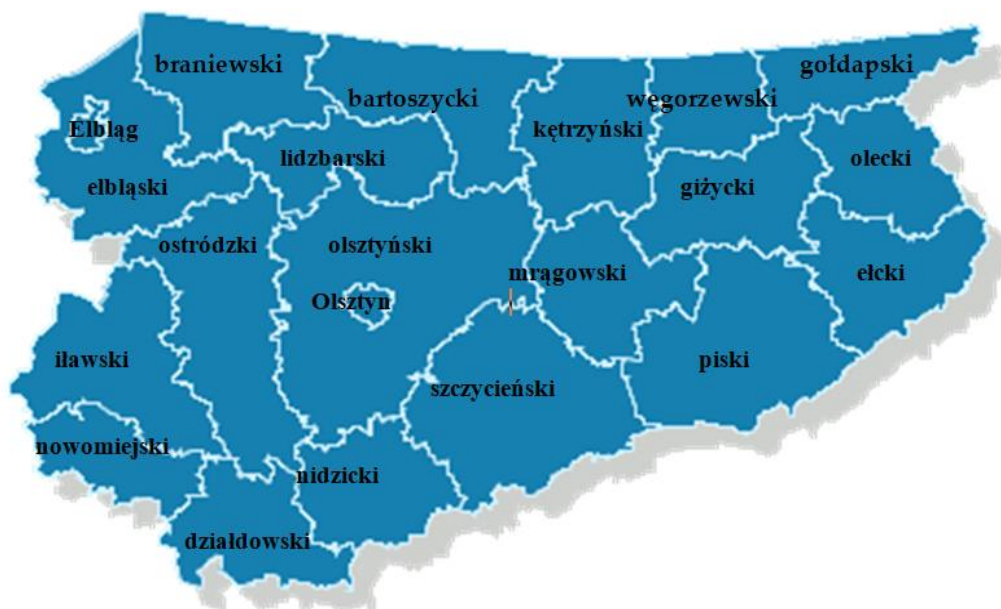 braniewski
gołdapski
bartoszycki
węgorzewski
Elbląg
kętrzyński
lidzbarski
olecki
elbląski
giżycki
ostródzki
olsztyński
mrągowski
ełcki
Olsztyn
iławski
piski
szczycieński
nowomiejski
nidzicki
działdowski